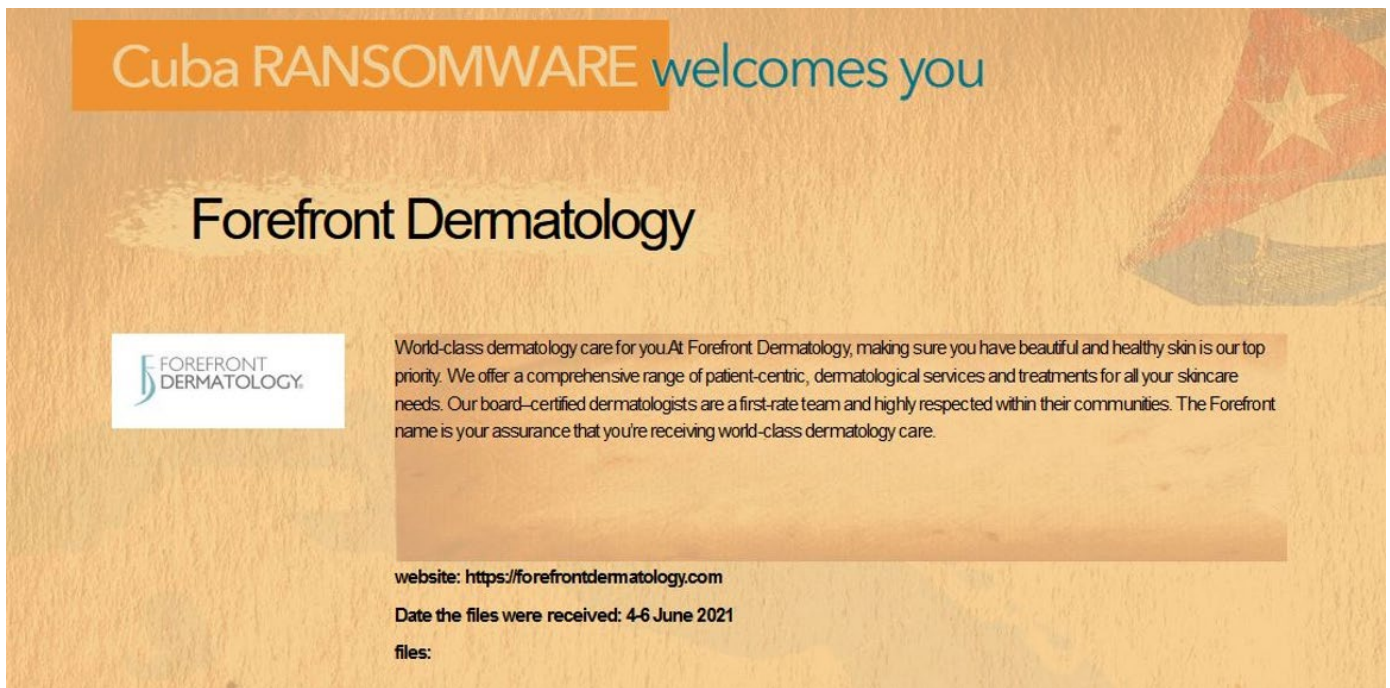 Cuba RANSOMWARE welcomes you
Forefront Dermatology
FOREFRONT
DERMATOLOGY®
World-class dermatology care for you.At Forefront Dermatology, making sure you have beautiful and healthy skin is our top
priority. We offer a comprehensive range of patient-centric, dermatological services and treatments for all your skincare
needs. Our board–certified dermatologists are a first-rate team and highly respected within their communities. The Forefront
name is your assurance that you're receiving world-class dermatology care.
website: https://forefrontdermatology.com
Date the files were received: 4-6 June 2021
files: